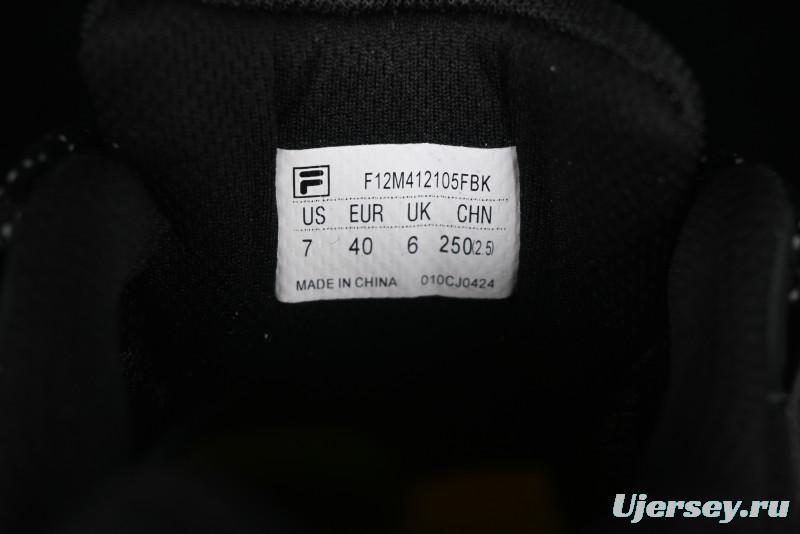 F F12M412105FBK
US EUR UK CHN
7 40 6 250(2.5)
MADE IN CHINA 010CJ0424
Ujersey.ru